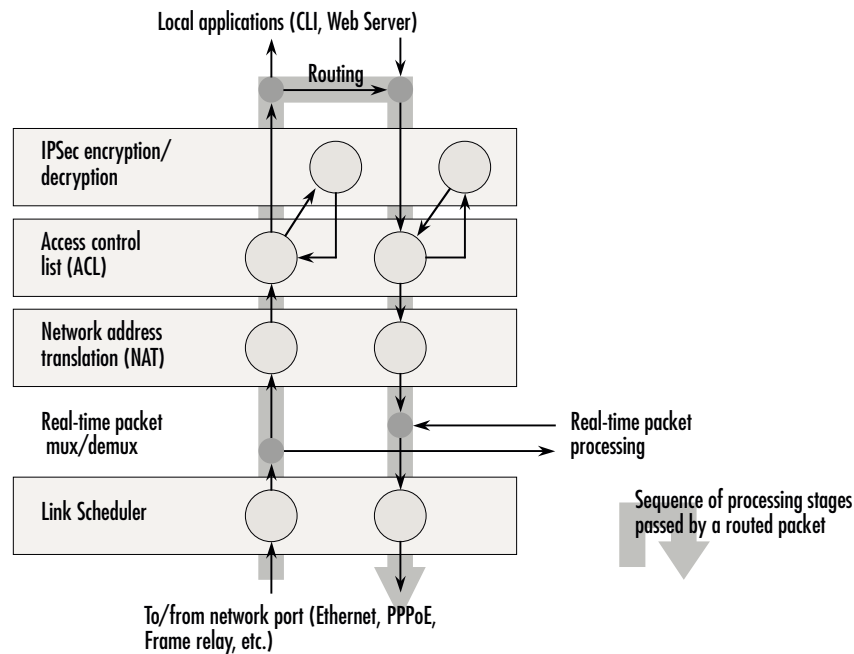 Local applications (CLI, Web Server)
Routing
IPSec encryption/
decryption
Access control
list (ACL)
Network address
translation (NAT)
Real-time packet
mux/demux
Real-time packet
processing
Link Scheduler
Sequence of processing stages
passed by a routed packet
To/from network port (Ethernet, PPPoE,
Frame relay, etc.)